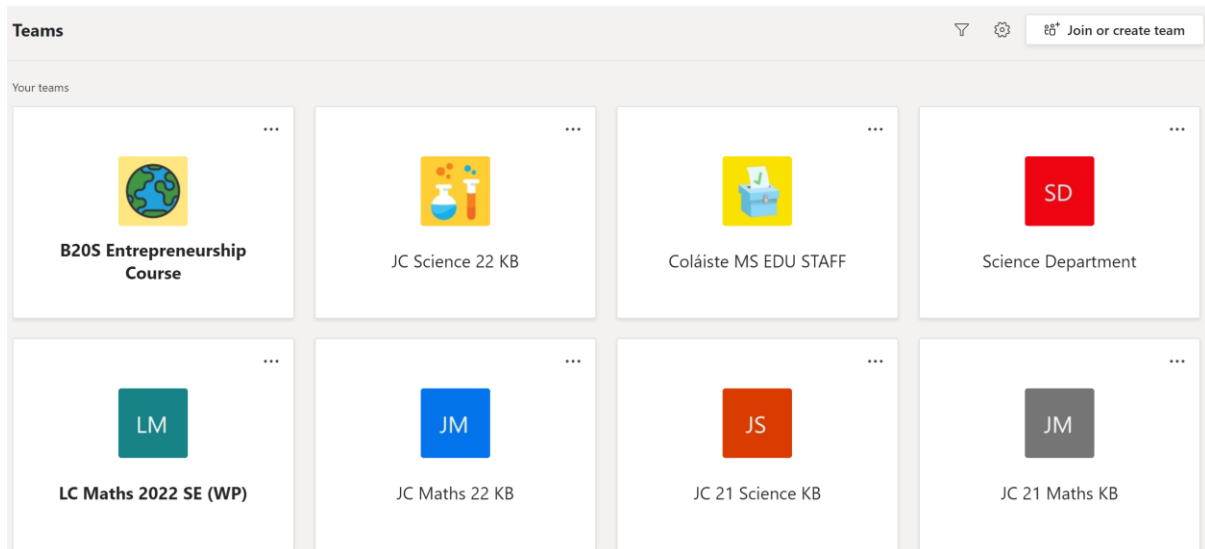 Teams
Join or create team
Your teams
B20S Entrepreneurship
Course
JC Science 22 KB
Coláiste MS EDU STAFF
SD
Science Department
LM
LC Maths 2022 SE (WP)
JM
JC Maths 22 KB
JS
JC 21 Science KB
JM
JC 21 Maths KB